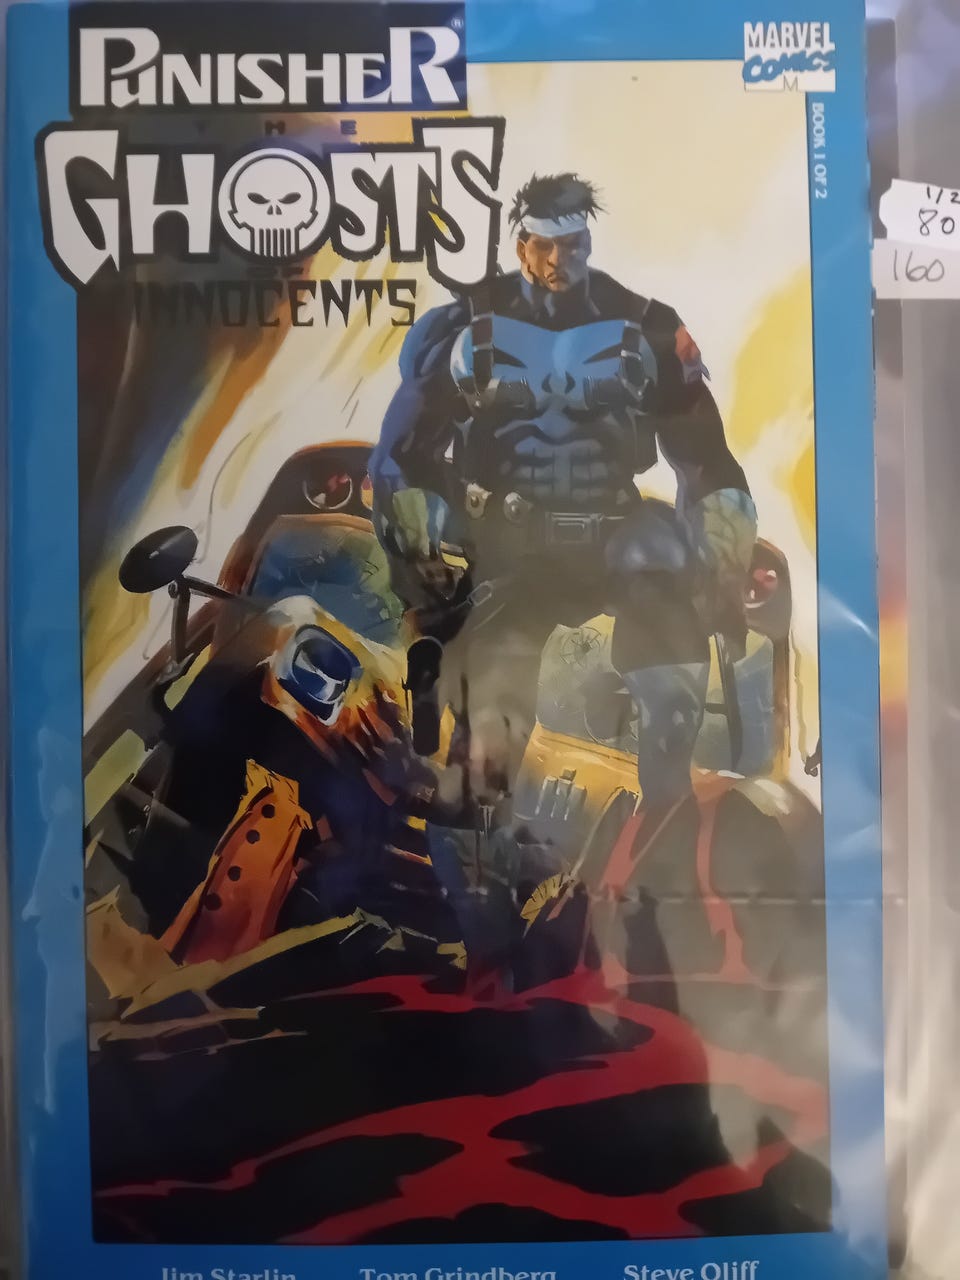 PUNISHER®
THE
GHOSTS
OF
INNOCENTS
MARVEL
COMICS
M
BOOK 1 OF 2
1/2
80
160
Jim Starlin Tom Grindberg Steve Oliff